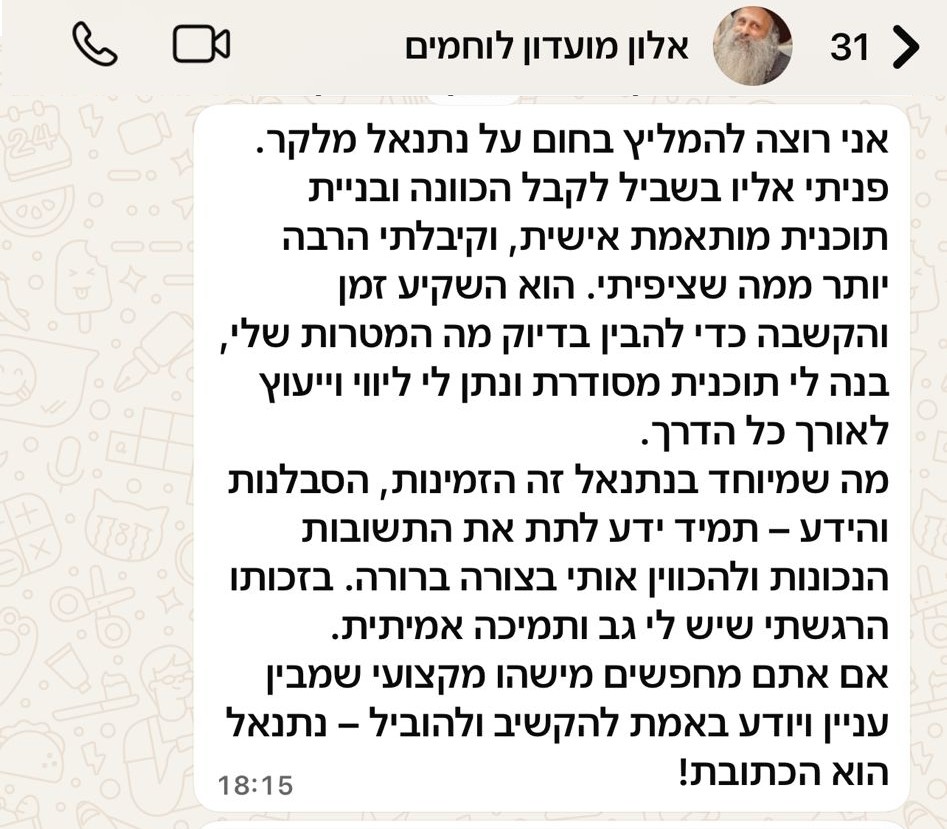 31
אלון מועדון לוחמים
אני רוצה להמליץ בחום על נתנאל מלקר.
פניתי אליו בשביל לקבל הכוונה ובניית
תוכנית מותאמת אישית, וקיבלתי הרבה
יותר ממה שציפיתי. הוא השקיע זמן
והקשבה כדי להבין בדיוק מה המטרות שלי,
בנה לי תוכנית מסודרת ונתן לי ליווי וייעוץ
לאורך כל הדרך.
מה שמיוחד בנתנאל זה הזמינות, הסבלנות
והידע – תמיד ידע לתת את התשובות
הנכונות ולהכווין אותי בצורה ברורה. בזכותו
הרגשתי שיש לי גב ותמיכה אמיתית.
אם אתם מחפשים מישהו מקצועי שמבין
עניין ויודע באמת להקשיב ולהוביל – נתנאל
הוא הכתובת!
18:15